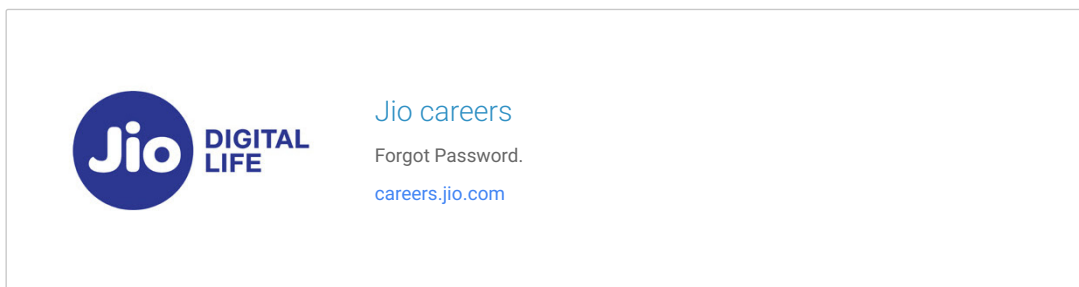 Jio
DIGITAL
LIFE
Jio careers
Forgot Password.
careers.jio.com